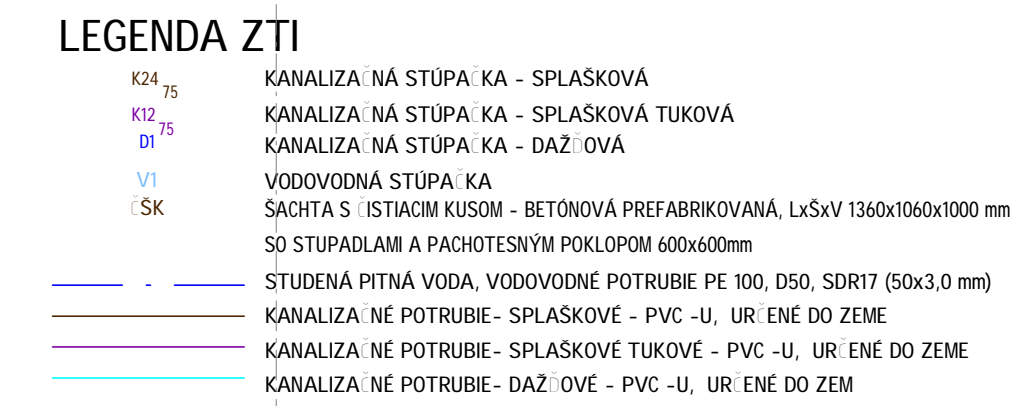 LEGENDA ZTI
K24 75 KANALIZAČNÁ STÚPAČKA - SPLAŠKOVÁ
K12 75 KANALIZAČNÁ STÚPAČKA - SPLAŠKOVÁ TUKOVÁ
D1 KANALIZAČNÁ STÚPAČKA - DAŽĎOVÁ
V1 VODOVODNÁ STÚPAČKA
ČŠK ŠACHTA S ČISTIACIM KUSOM - BETÓNOVÁ PREFABRIKOVANÁ, LxŠxV 1360x1060x1000 mm
SO STUPADLAMI A PACHOTESNÝM POKLOPOM 600x600mm
STUDENÁ PITNÁ VODA, VODOVODNÉ POTRUBIE PE 100, D50, SDR17 (50x3,0 mm)
KANALIZAČNÉ POTRUBIE- SPLAŠKOVÉ - PVC -U, URČENÉ DO ZEME
KANALIZAČNÉ POTRUBIE- SPLAŠKOVÉ TUKOVÉ - PVC -U, URČENÉ DO ZEME
KANALIZAČNÉ POTRUBIE- DAŽĎOVÉ - PVC -U, URČENÉ DO ZEM